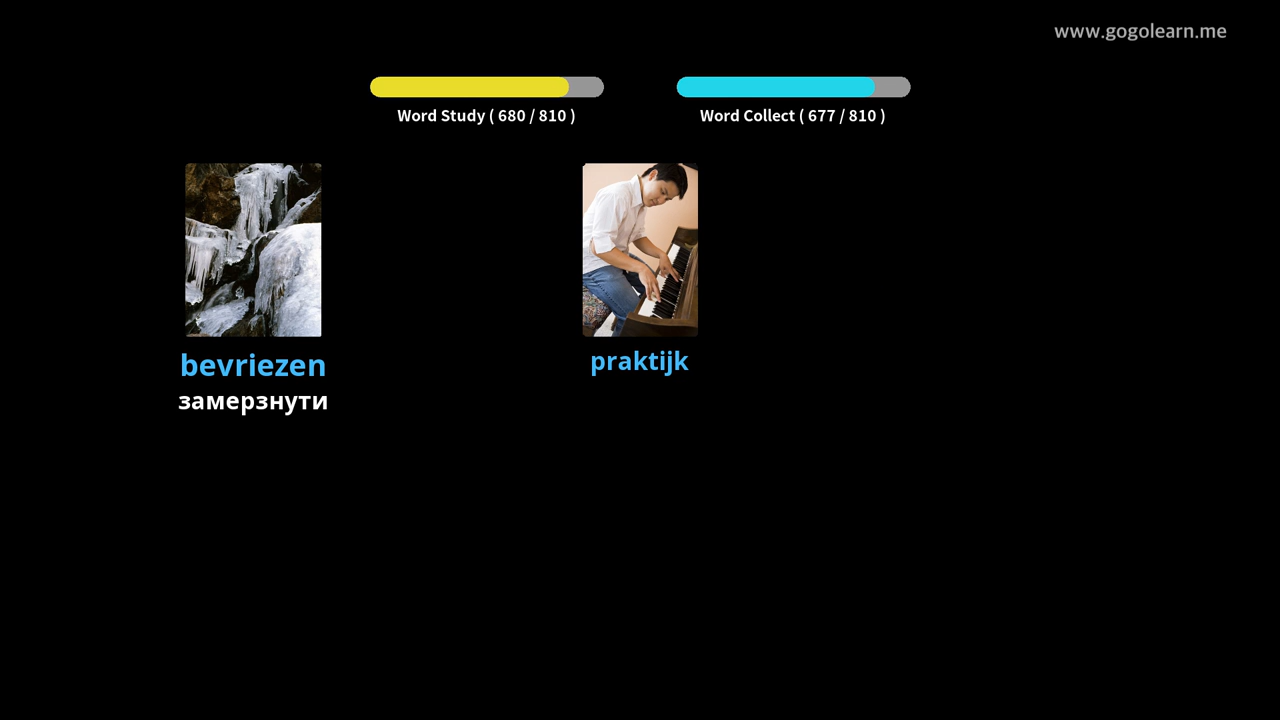 www.gogolearn.me
Word Study ( 680 / 810 )
Word Collect ( 677 / 810 )
bevriezen
замерзнути
praktijk